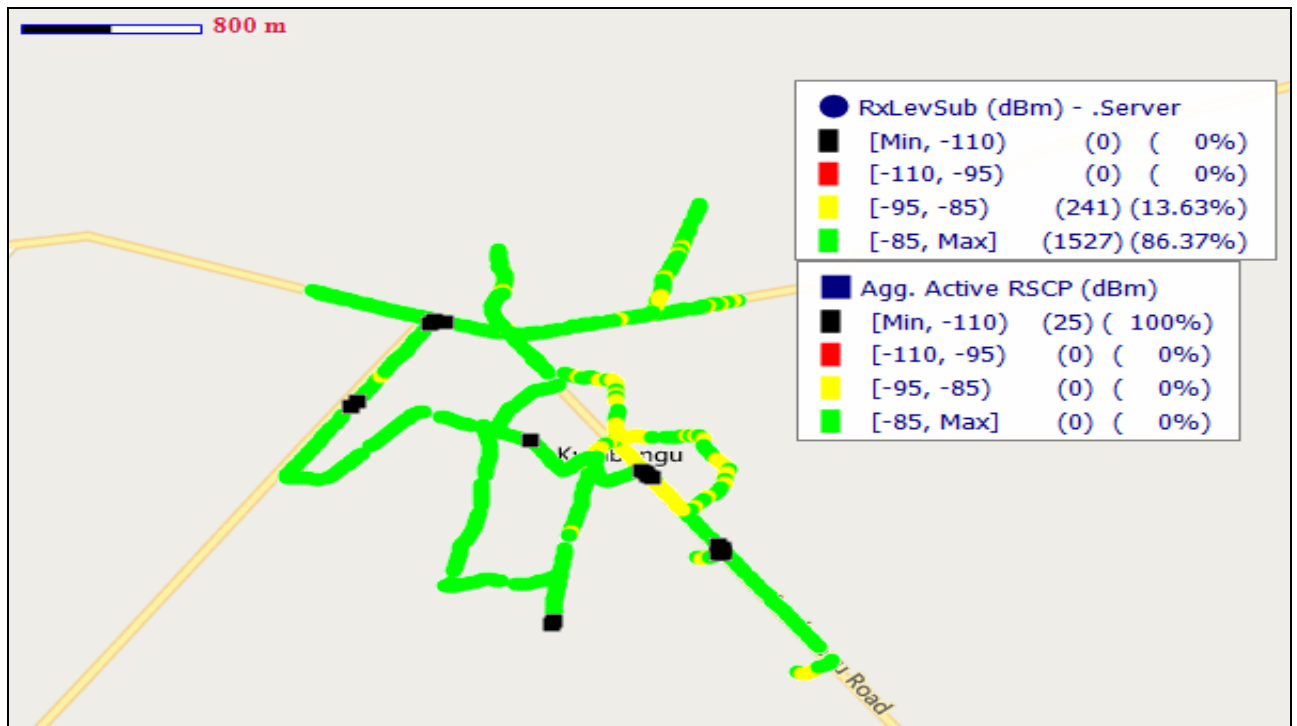 800 m
RxLevSub (dBm) - .Server
[Min, -110) (0) ( 0%)
[-110, -95) (0) ( 0%)
[-95, -85) (241) (13.63%)
[-85, Max] (1527) (86.37%)
Agg. Active RSCP (dBm)
[Min, -110) (25) ( 100%)
[-110, -95) (0) ( 0%)
[-95, -85) (0) ( 0%)
[-85, Max] (0) ( 0%)
Road